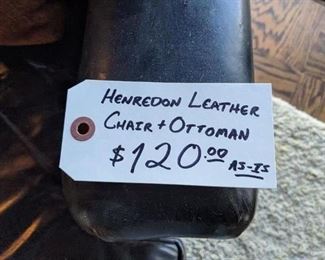 HENREDON LEATHER
CHAIR + OTTOMAN
$120.00 AS-IS